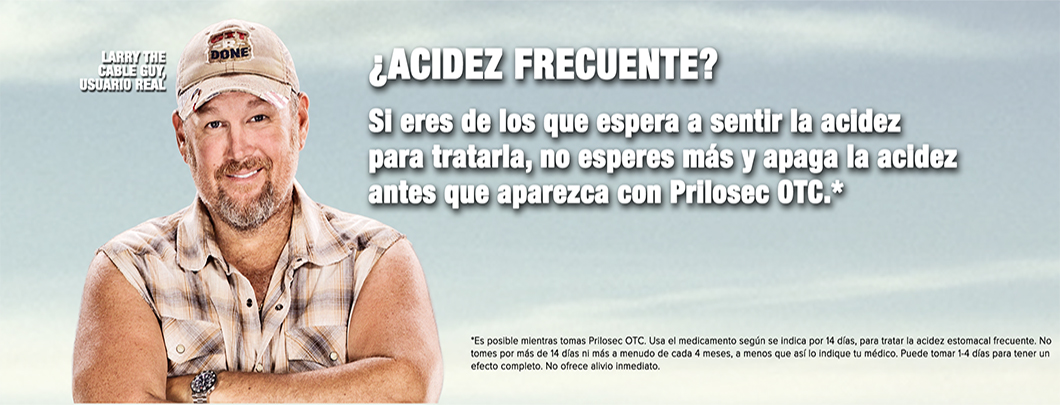 GIT-R
DONE
LARRY THE
CABLE GUY,
USUARIO REAL
¿ACIDEZ FRECUENTE?
Si eres de los que espera a sentir la acidez
para tratarla, no esperes más y apaga la acidez
antes que aparezca con Prilosec OTC.*
*Es posible mientras tomas Prilosec OTC. Usa el medicamento según se indica por 14 días, para tratar la acidez estomacal frecuente. No
tomes por más de 14 días ni más a menudo de cada 4 meses, a menos que así lo indique tu médico. Puede tomar 1-4 días para tener un
efecto completo. No ofrece alivio inmediato.